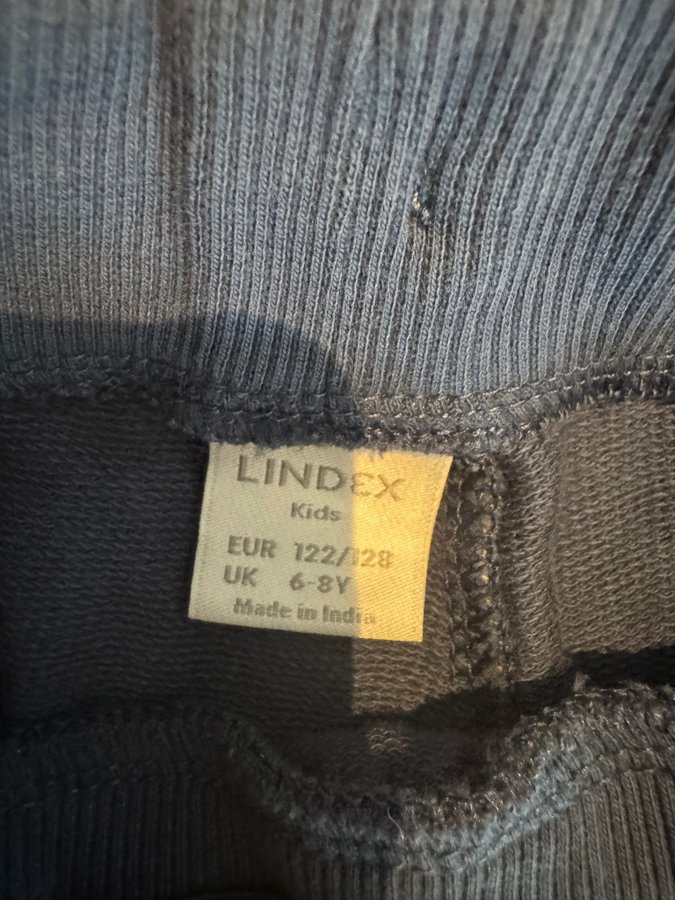 LINDEX
Kids
EUR 122/128
UK 6-8Y
Made in India